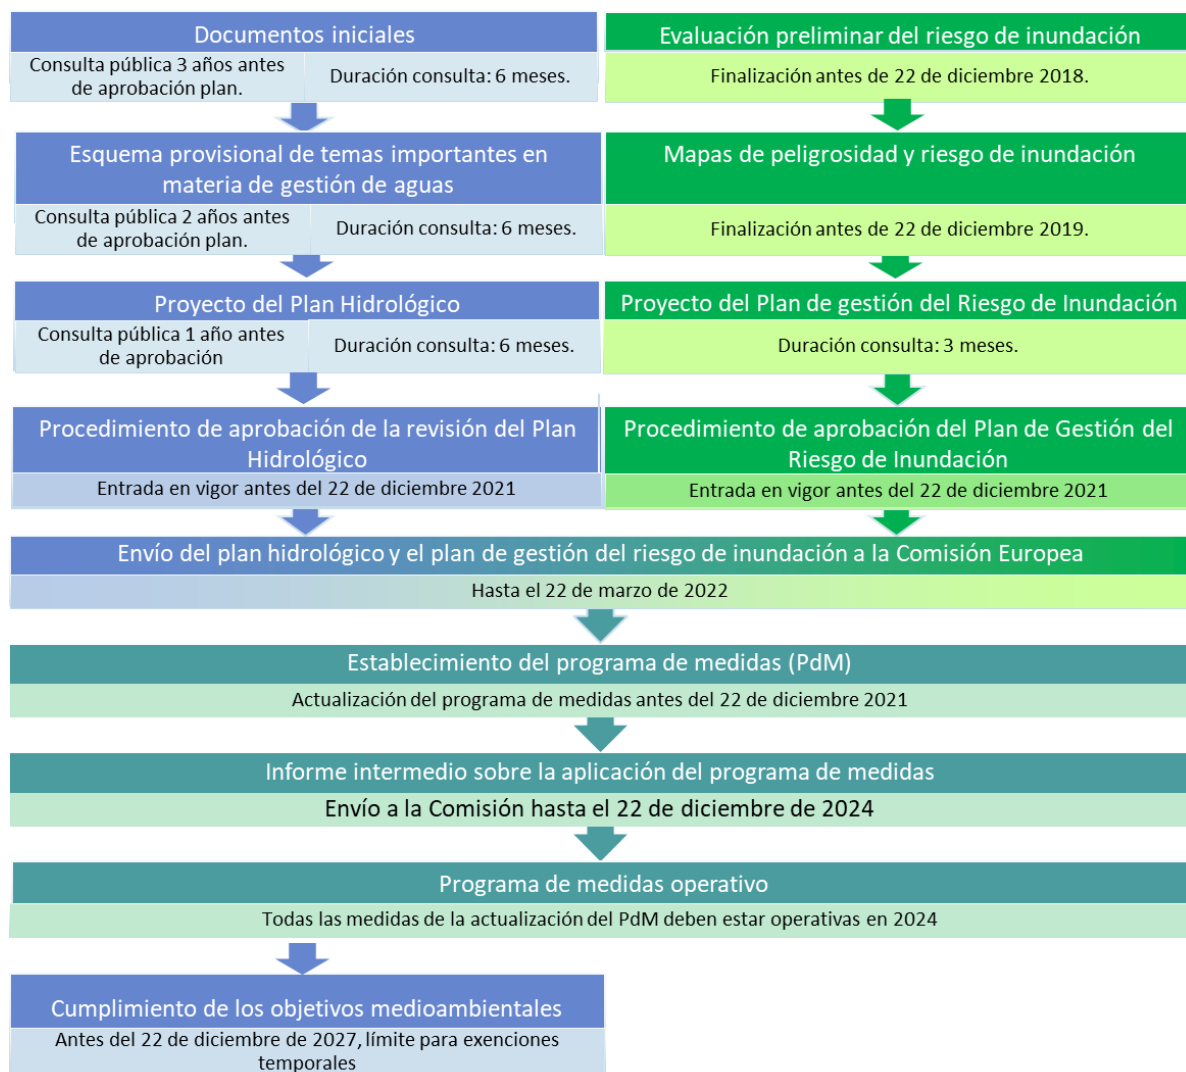 Documentos iniciales
Consulta pública 3 años antes
de aprobación plan.
Duración consulta: 6 meses.
Evaluación preliminar del riesgo de inundación
Finalización antes de 22 de diciembre 2018.
Esquema provisional de temas importantes en
materia de gestión de aguas
Consulta pública 2 años antes
de aprobación plan.
Duración consulta: 6 meses.
Mapas de peligrosidad y riesgo de inundación
Finalización antes de 22 de diciembre 2019.
Proyecto del Plan Hidrológico
Consulta pública 1 año antes
de aprobación
Duración consulta: 6 meses.
Proyecto del Plan de gestión del Riesgo de Inundación
Duración consulta: 3 meses.
Procedimiento de aprobación de la revisión del Plan
Hidrológico
Entrada en vigor antes del 22 de diciembre 2021
Procedimiento de aprobación del Plan de Gestión del
Riesgo de Inundación
Entrada en vigor antes del 22 de diciembre 2021
Envío del plan hidrológico y el plan de gestión del riesgo de inundación a la Comisión Europea
Hasta el 22 de marzo de 2022
Establecimiento del programa de medidas (PdM)
Actualización del programa de medidas antes del 22 de diciembre 2021
Informe intermedio sobre la aplicación del programa de medidas
Envío a la Comisión hasta el 22 de diciembre de 2024
Programa de medidas operativo
Todas las medidas de la actualización del PdM deben estar operativas en 2024
Cumplimiento de los objetivos medioambientales
Antes del 22 de diciembre de 2027, límite para exenciones
temporales